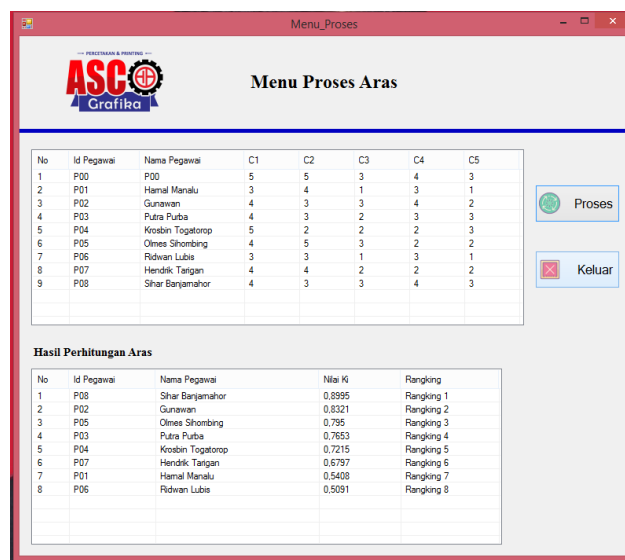 Menu_Proses
PERCETAKAN & PRINTING
ASCO
Grafika
Menu Proses Aras
No Id Pegawai Nama Pegawai C1 C2 C3 C4 C5
1 P00 P00 5 5 3 4 3
2 P01 Hamal Manalu 3 4 1 3 1
3 P02 Gunawan 4 3 3 4 2
4 P03 Putra Purba 4 3 2 3 3
5 P04 Krosbin Togatorop 5 2 2 2 3
6 P05 Olmes Sihombing 4 5 3 2 2
7 P06 Ridwan Lubis 3 3 1 3 1
8 P07 Hendrik Tarigan 4 4 2 2 2
9 P08 Sihar Banjarnahor 4 3 3 4 3
Proses
Keluar
Hasil Perhitungan Aras
No Id Pegawai Nama Pegawai Nilai Ki Rangking
1 P08 Sihar Banjarnahor 0,8995 Rangking 1
2 P02 Gunawan 0,8321 Rangking 2
3 P05 Olmes Sihombing 0,795 Rangking 3
4 P03 Putra Purba 0,7653 Rangking 4
5 P04 Krosbin Togatorop 0,7215 Rangking 5
6 P07 Hendrik Tarigan 0,6797 Rangking 6
7 P01 Hamal Manalu 0,5408 Rangking 7
8 P06 Ridwan Lubis 0,5091 Rangking 8